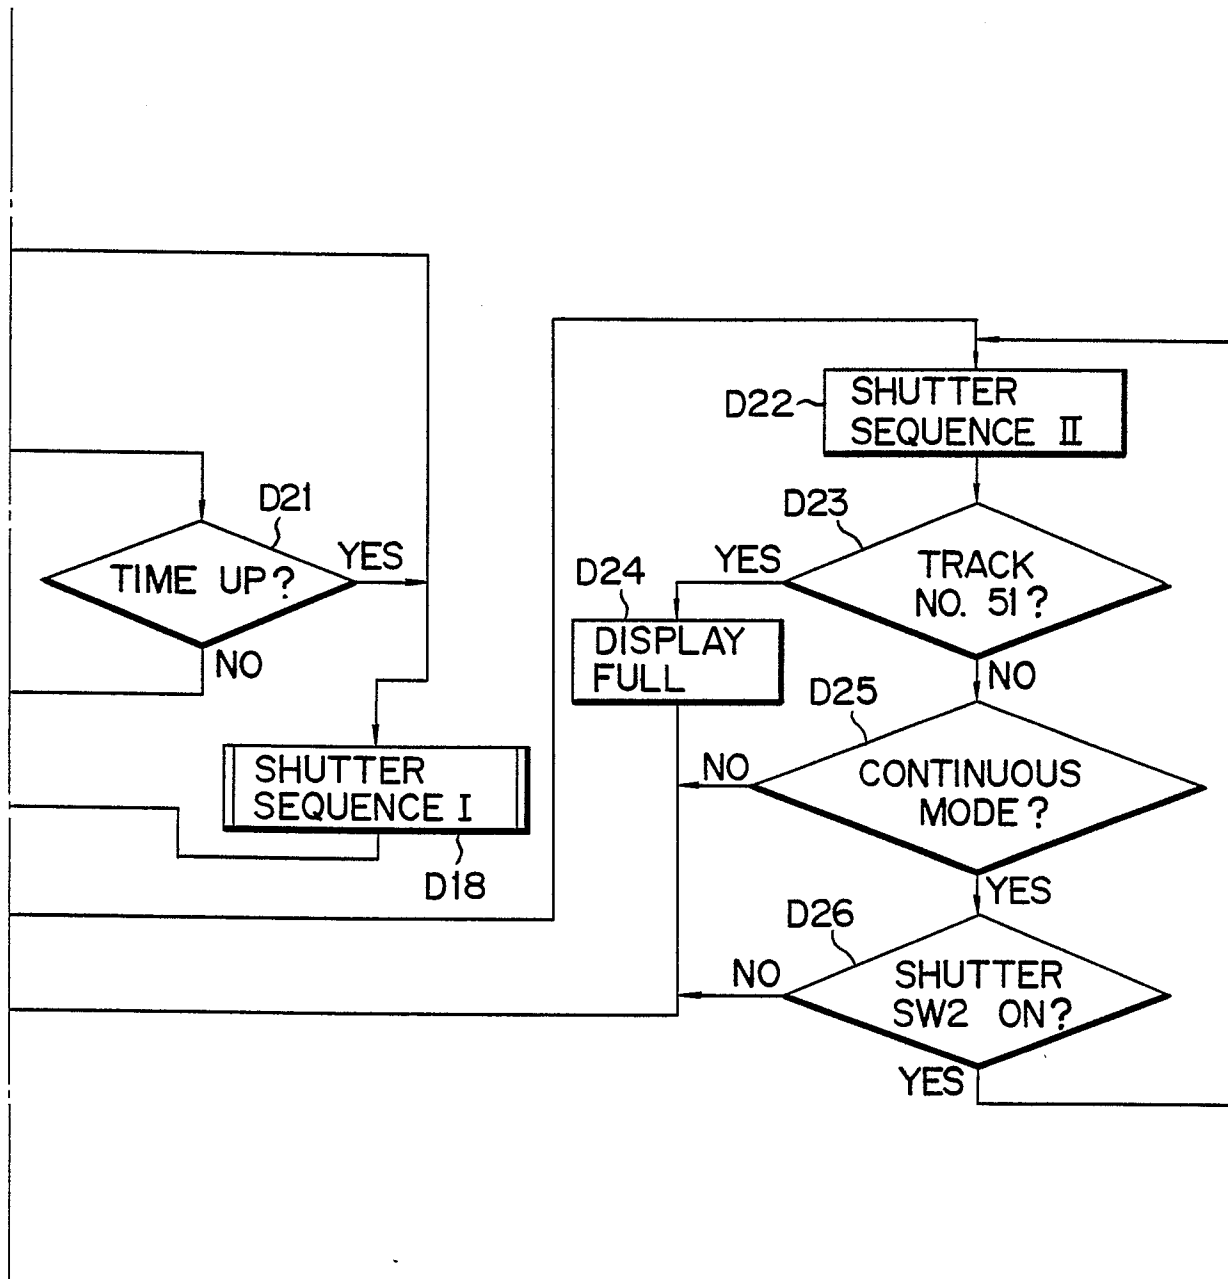 D21
TIME UP?
YES
NO
SHUTTER
SEQUENCE I
D18
D22
SHUTTER
SEQUENCE II
D23
TRACK
NO. 51?
YES
NO
D24
DISPLAY
FULL
D25
CONTINUOUS
MODE?
NO
YES
D26
SHUTTER
SW2 ON?
NO
YES